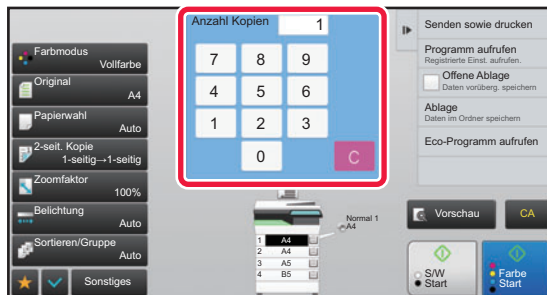 Farbmodus
Vollfarbe
Original
A4
Papierwahl
Auto
2-seit. Kopie
1-seitig→1-seitig
Zoomfaktor
100%
Belichtung
Auto
Sortieren/Gruppe
Auto
Sonstiges
Anzahl Kopien 1
7 8 9
4 5 6
1 2 3
0 C
Normal 1
A4
1 A4
2 A4
3 A5
4 B5
Senden sowie drucken
Programm aufrufen
Registrierte Einst. aufrufen.
Offene Ablage
Daten vorüberg. speichern
Ablage
Daten im Ordner speichern
Eco-Programm aufrufen
Vorschau
CA
S/W
Start
Farbe
Start